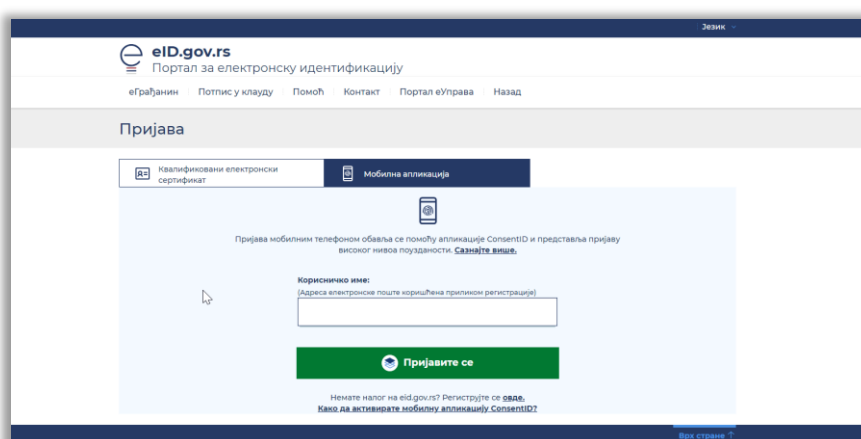 Језик
eID.gov.rs
Портал за електронску идентификацију
еГрађанин Потпис у клауду Помоћ Контакт Портал еУправа Назад
Пријава
Квалификовани електронски
сертификат
Мобилна апликација
Пријава мобилним телефоном обавља се помоћу апликације ConsentID и представља пријаву
високог нивоа поузданости. Сазнајте више.
Корисничко име:
(Адреса електронске поште коришћена приликом регистрације)
Пријавите се
Немате налог на eid.gov.rs? Региструјте се овде.
Како да активирате мобилну апликацију ConsentID?
Врх стране